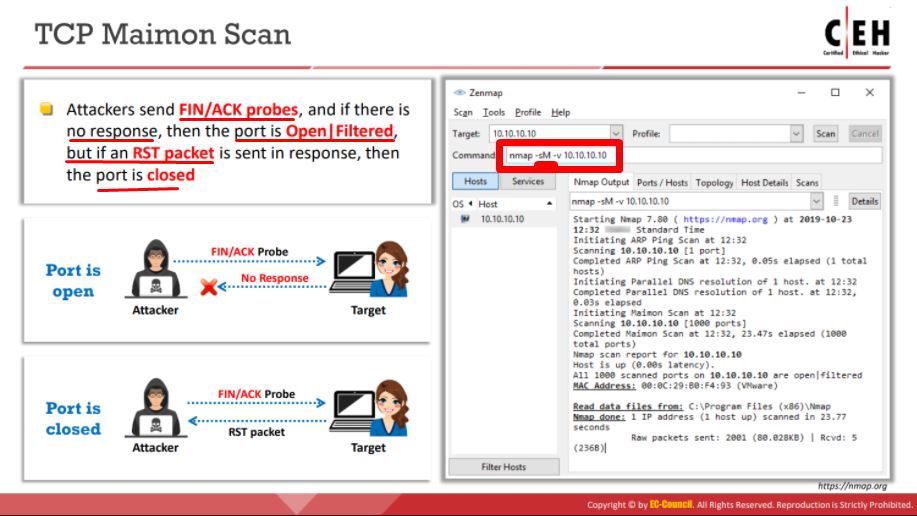 TCP Maimon Scan
CEH
Certified Ethical Hacker
Attackers send FIN/ACK probes, and if there is
no response, then the port is Open|Filtered,
but if an RST packet is sent in response, then
the port is closed
Port is
open
FIN/ACK Probe
No Response
Attacker
Target
Port is
closed
FIN/ACK Probe
RST packet
Attacker
Target
Zenmap
Scan Tools Profile Help
Target: 10.10.10.10 Profile: Scan Cancel
Command: nmap -sM -v 10.10.10.10
Hosts Services
OS Host
10.10.10.10
Filter Hosts
Nmap Output Ports / Hosts Topology Host Details Scans
nmap -sM -v 10.10.10.10 Details
Starting Nmap 7.80 ( https://nmap.org ) at 2019-10-23
12:32 Standard Time
Initiating ARP Ping Scan at 12:32
Scanning 10.10.10.10 [1 port]
Completed ARP Ping Scan at 12:32, 0.05s elapsed (1 total
hosts)
Initiating Parallel DNS resolution of 1 host. at 12:32
Completed Parallel DNS resolution of 1 host. at 12:32,
0.03s elapsed
Initiating Maimon Scan at 12:32
Scanning 10.10.10.10 [1000 ports]
Completed Maimon Scan at 12:32, 23.47s elapsed (1000
total ports)
Nmap scan report for 10.10.10.10
Host is up (0.00s latency).
All 1000 scanned ports on 10.10.10.10 are open|filtered
MAC Address: 00:0C:29:B0:F4:93 (VMware)
Read data files from: C:\Program Files (x86)\Nmap
Nmap done: 1 IP address (1 host up) scanned in 23.77
seconds
Raw packets sent: 2001 (80.028KB) | Rcvd: 5
(236B)
https://nmap.org
Copyright © by EC-Council. All Rights Reserved. Reproduction is Strictly Prohibited.